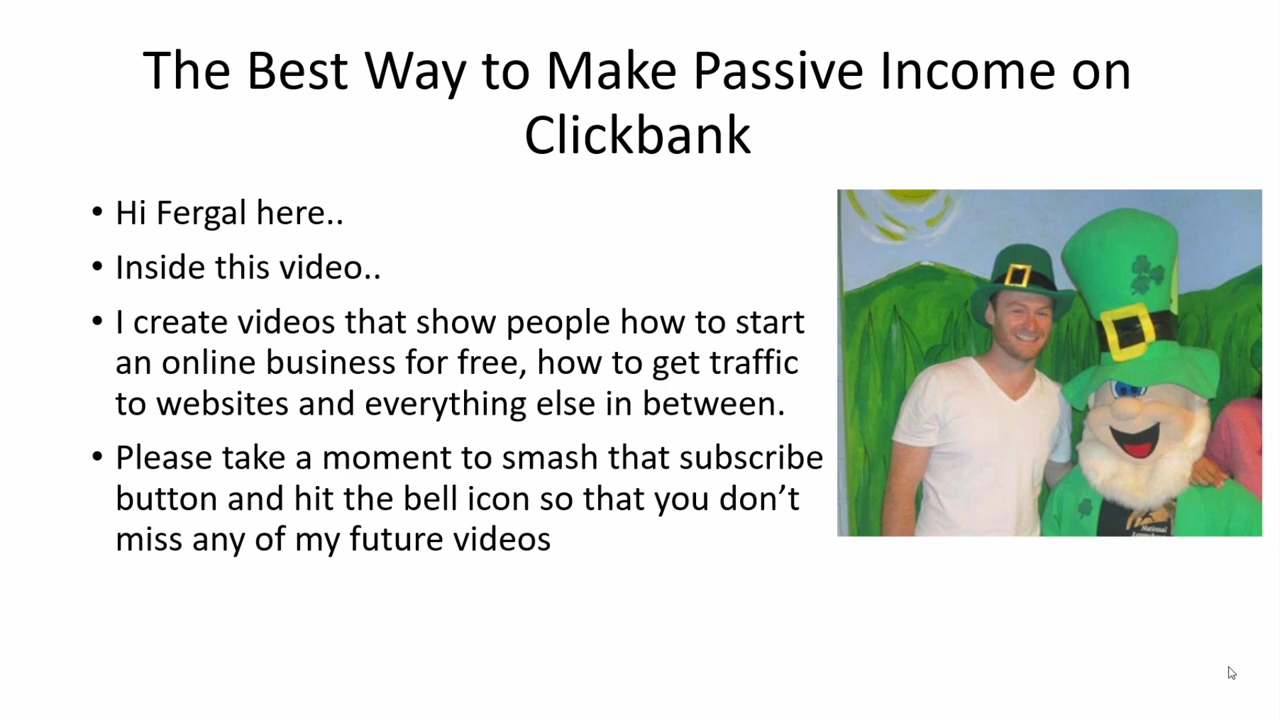 The Best Way to Make Passive Income on
Clickbank
• Hi Fergal here..
• Inside this video..
• I create videos that show people how to start
an online business for free, how to get traffic
to websites and everything else in between.
• Please take a moment to smash that subscribe
button and hit the bell icon so that you don’t
miss any of my future videos
National